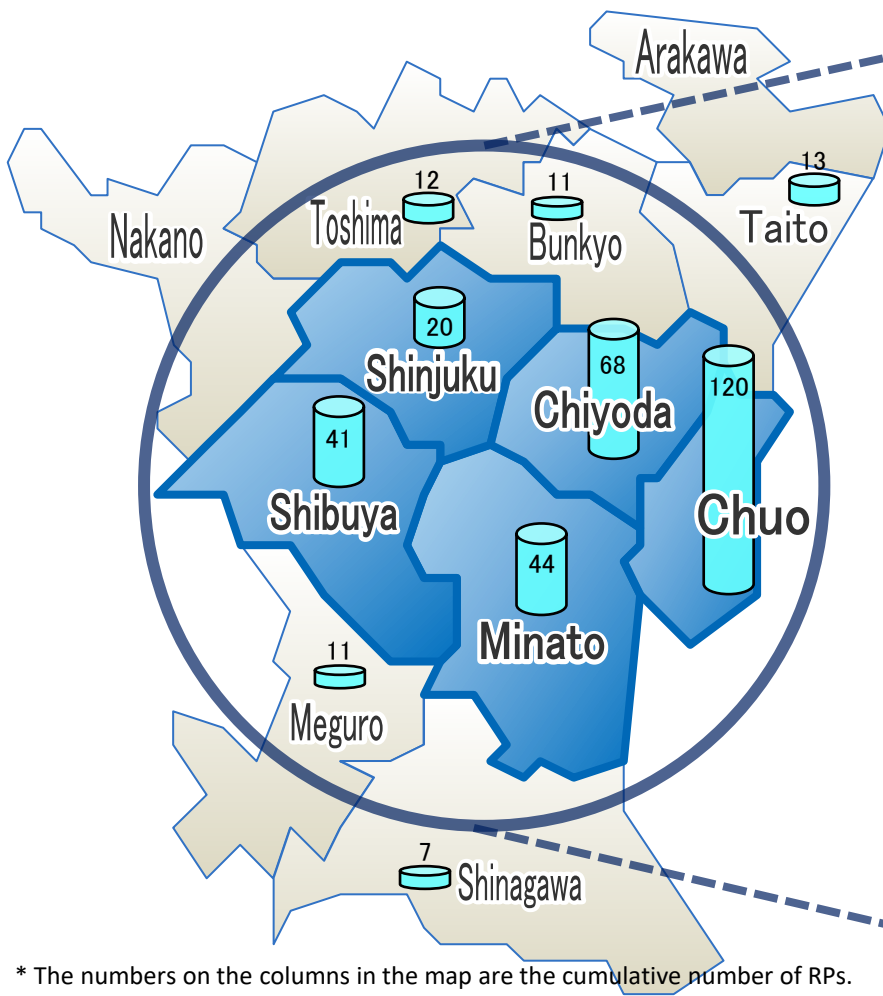 Arakawa
13
Taito
12
Toshima
11
Bunkyo
Nakano
20
Shinjuku
68
Chiyoda
120
Chuo
41
Shibuya
44
Minato
11
Meguro
7
Shinagawa
* The numbers on the columns in the map are the cumulative number of RPs.